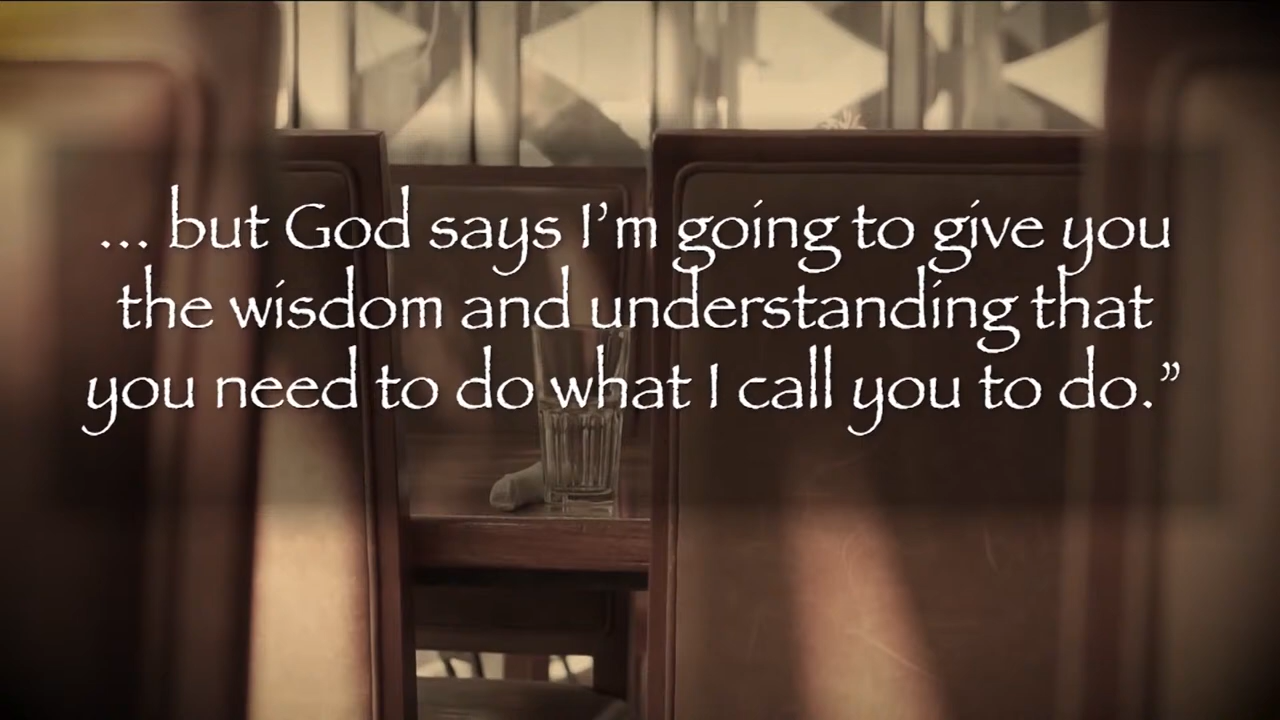 ... but God says I’m going to give you
the wisdom and understanding that
you need to do what I call you to do.”